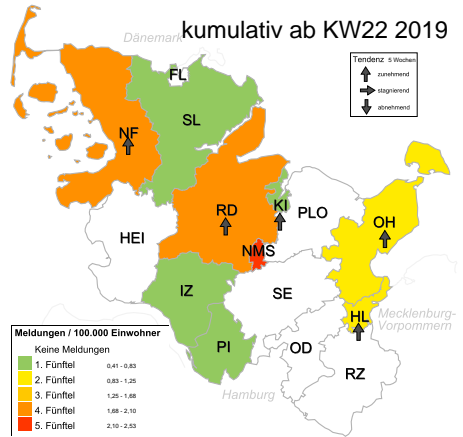 kumulativ ab KW22 2019
Dänemark
Tendenz 5 Wochen
zunehmend
stagnierend
abnehmend
FL
SL
NF
KI
PLO
RD
OH
HEI
NMS
IZ
SE
HL
Mecklenburg-
Vorpommern
PI
OD
RZ
Hamburg
Meldungen / 100.000 Einwohner
Keine Meldungen
1. Fünftel 0,41 - 0,83
2. Fünftel 0,83 - 1,25
3. Fünftel 1,25 - 1,68
4. Fünftel 1,68 - 2,10
5. Fünftel 2,10 - 2,53